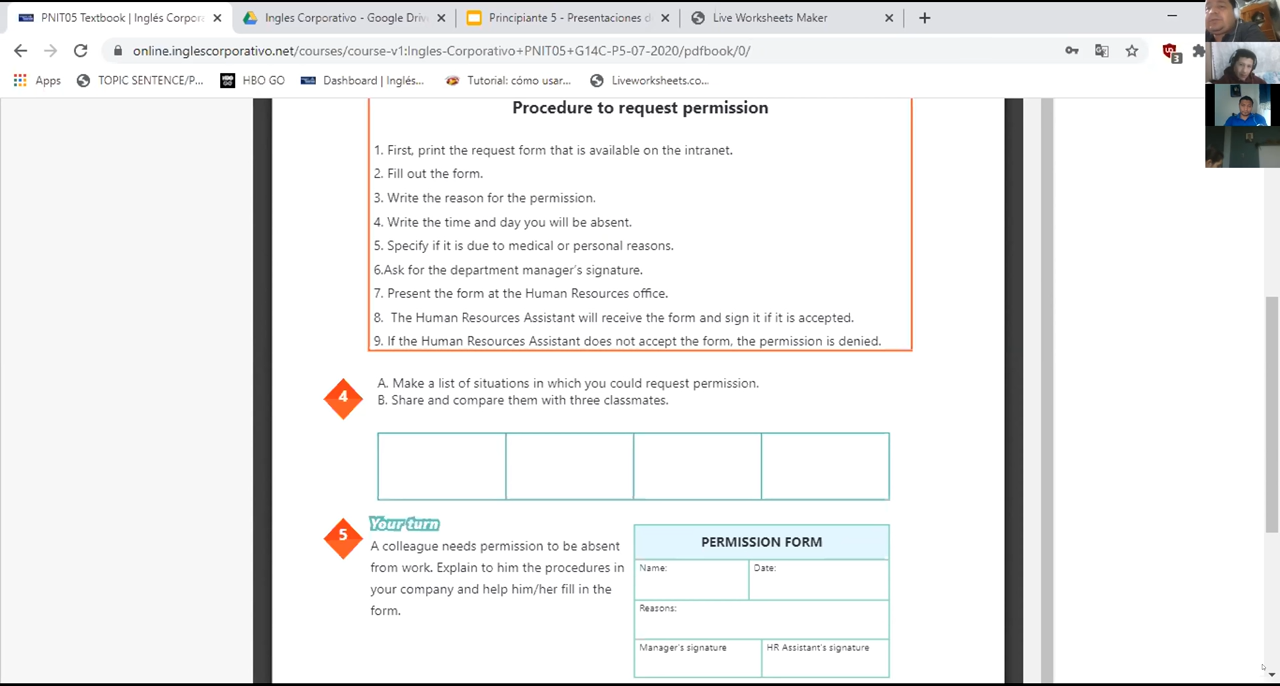 PNIT05 Textbook | Inglés Corpora
Ingles Corporativo - Google Driv
Principiante 5 - Presentaciones d
Live Worksheets Maker
online.inglescorporativo.net/courses/course-v1:Ingles-Corporativo+PNIT05+G14C-P5-07-2020/pdfbook/0/
3
Apps
TOPIC SENTENCE/P...
HBO GO
Dashboard | Inglés...
Tutorial: cómo usar...
Liveworksheets.co...
Procedure to request permission
1. First, print the request form that is available on the intranet.
2. Fill out the form.
3. Write the reason for the permission.
4. Write the time and day you will be absent.
5. Specify if it is due to medical or personal reasons.
6.Ask for the department manager's signature.
7. Present the form at the Human Resources office.
8. The Human Resources Assistant will receive the form and sign it if it is accepted.
9. If the Human Resources Assistant does not accept the form, the permission is denied.
4
A. Make a list of situations in which you could request permission.
B. Share and compare them with three classmates.
5
Your turn
A colleague needs permission to be absent
from work. Explain to him the procedures in
your company and help him/her fill in the
form.
PERMISSION FORM
Name:
Date:
Reasons:
Manager's signature
HR Assistant's signature